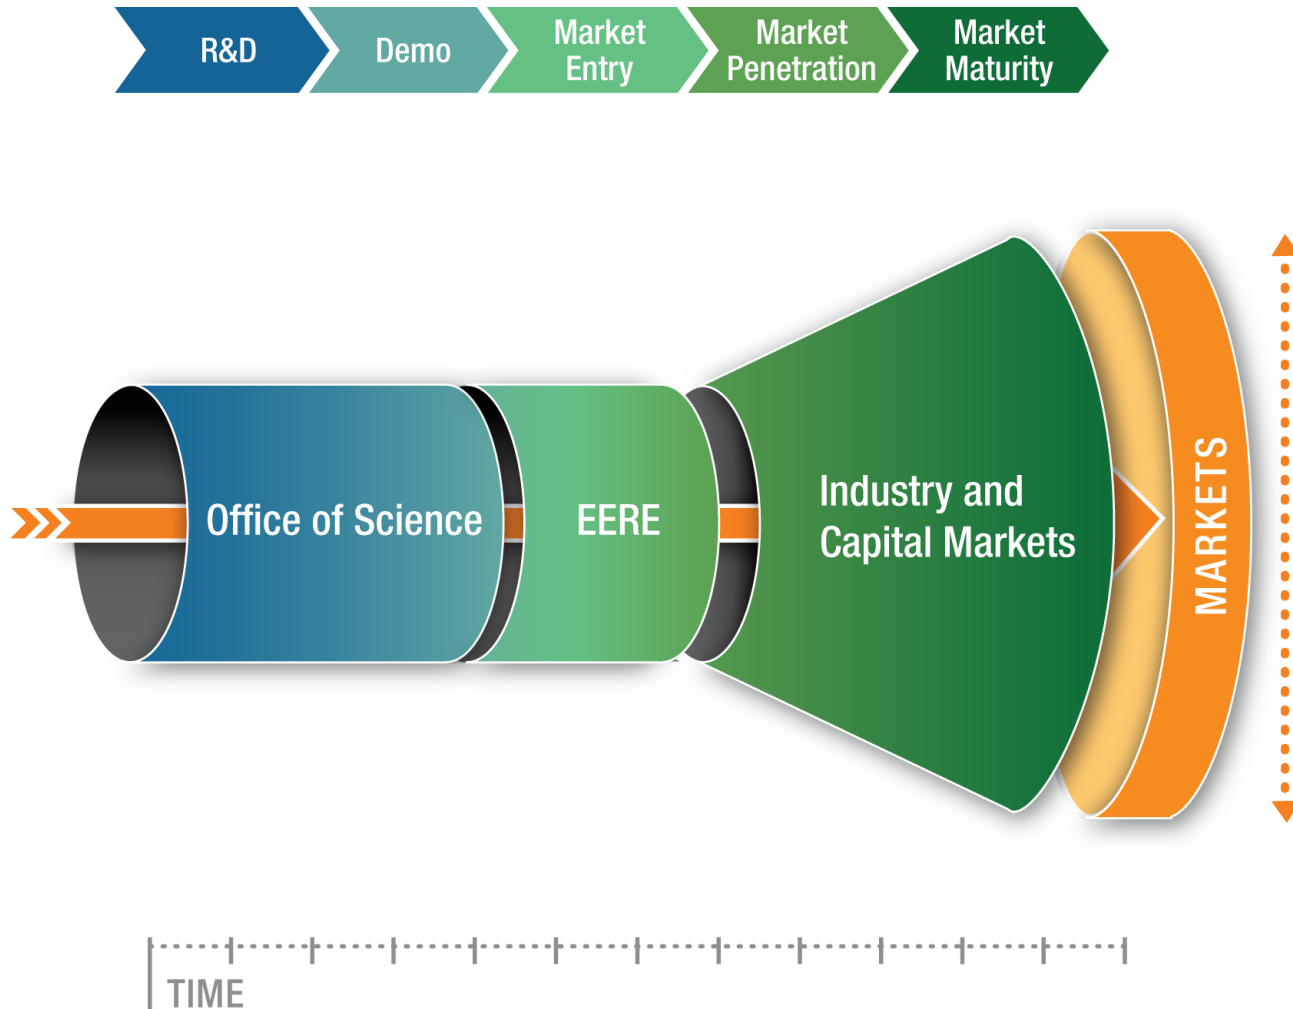 R&D
Demo
Market
Entry
Market
Penetration
Market
Maturity
Office of Science
EERE
Industry and
Capital Markets
MARKETS
TIME